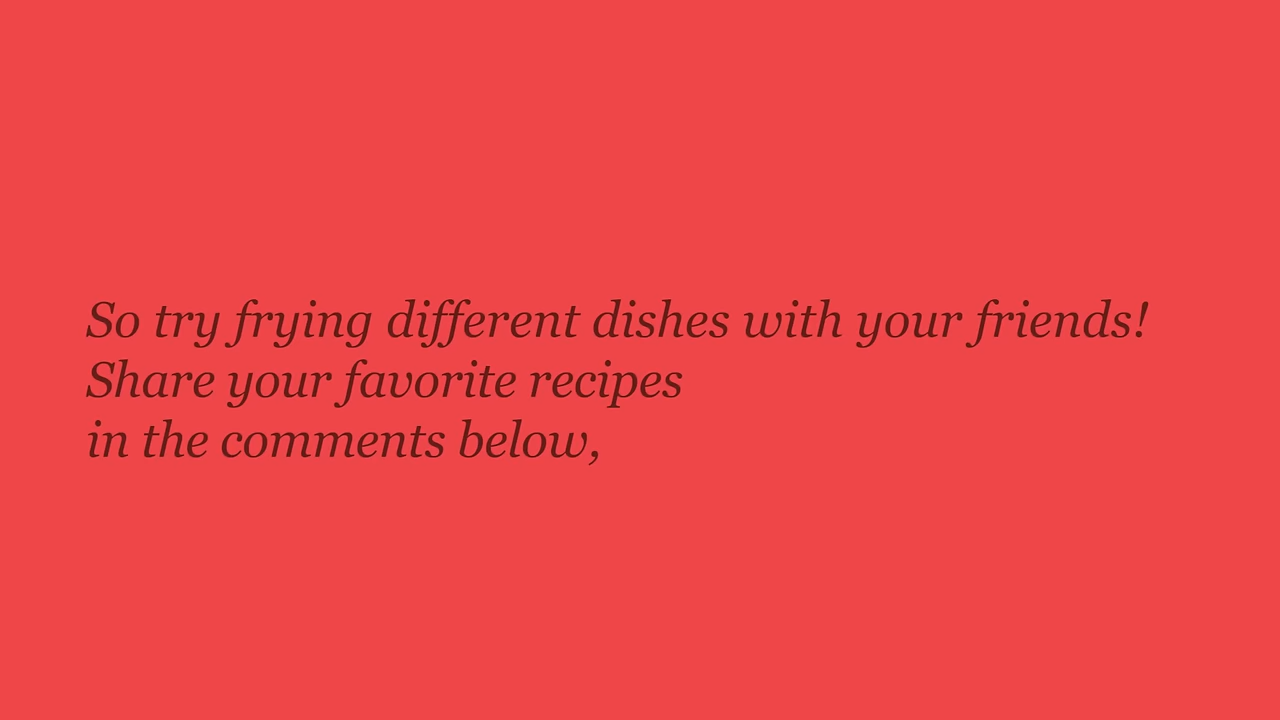 So try frying different dishes with your friends!
Share your favorite recipes
in the comments below,